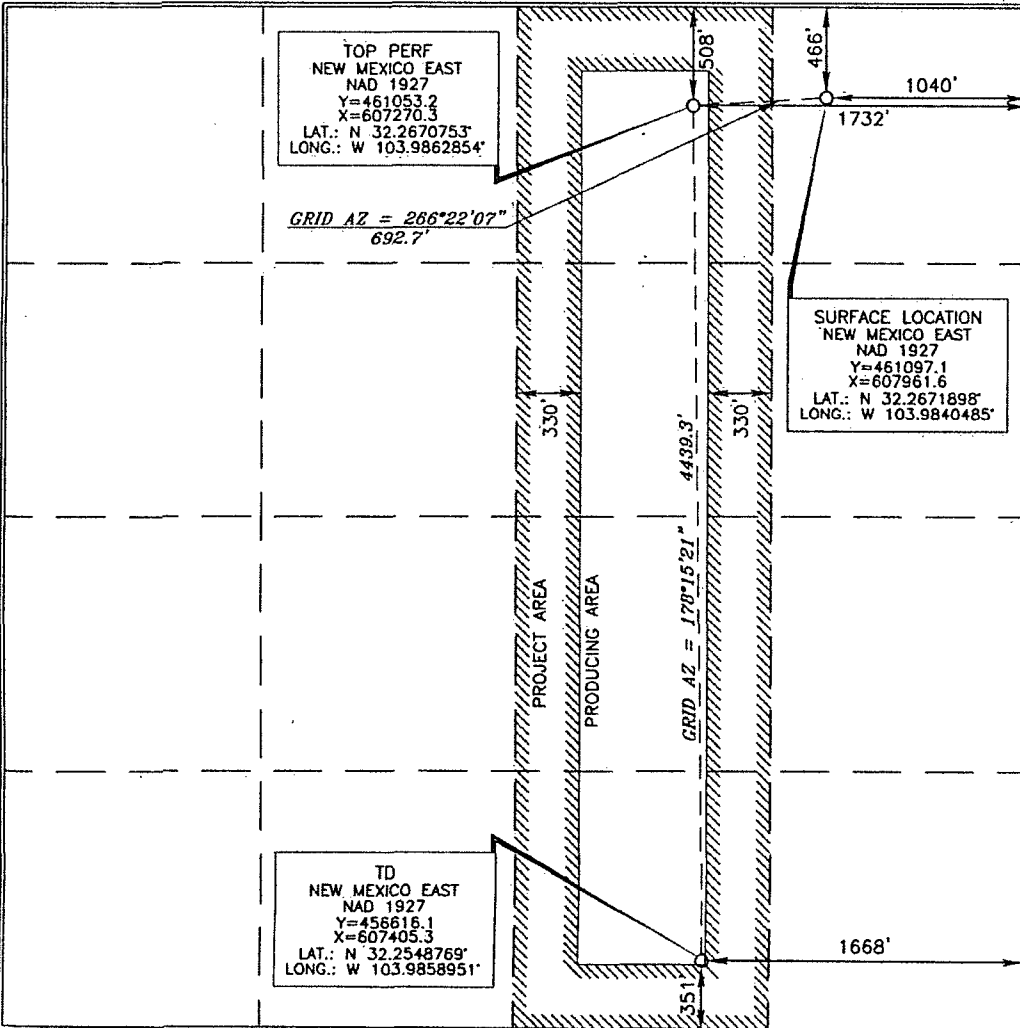 508'
466'
1040'
1732'
TOP PERF
NEW MEXICO EAST
NAD 1927
Y=461053.2
X=607270.3
LAT.: N 32.2670753°
LONG.: W 103.9862854°
GRID AZ = 266°22'07"
692.7'
SURFACE LOCATION
NEW MEXICO EAST
NAD 1927
Y=461097.1
X=607961.6
LAT.: N 32.2671898°
LONG.: W 103.9840485°
330'
330'
PROJECT AREA
PRODUCING AREA
GRID AZ = 178°15'21" 4439.3'
TD
NEW MEXICO EAST
NAD 1927
Y=456616.1
X=607405.3
LAT.: N 32.2548769°
LONG.: W 103.9858951°
1668'
351'